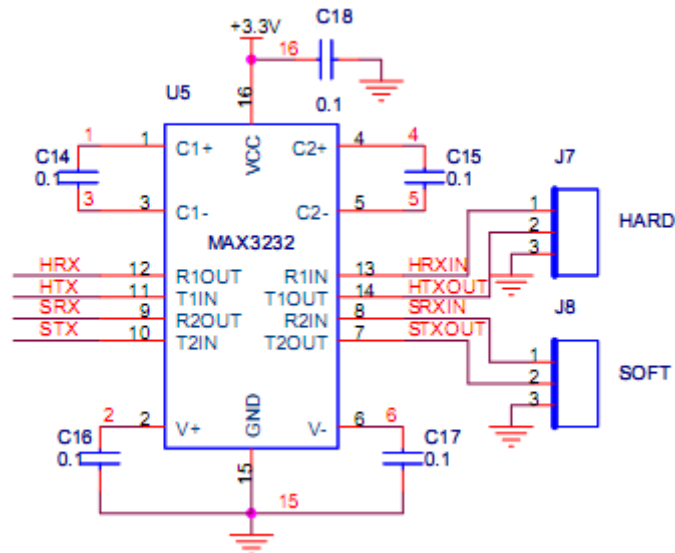 C18
+3.3V
16
0.1
U5
16
1
1
C1+
VCC
C2+
4
4
C14
0.1
C15
0.1
J7
3
3
C1-
C2-
5
5
1
2
3
HARD
MAX3232
HRX
12
R1OUT
R1IN
13
HRXIN
HTX
11
T1IN
T1OUT
14
HTXOUT
SRX
9
R2OUT
R2IN
8
SRXIN
STX
10
T2IN
T2OUT
7
STXOUT
J8
1
2
3
SOFT
2
2
V+
GND
V-
6
6
C16
0.1
C17
0.1
15
15